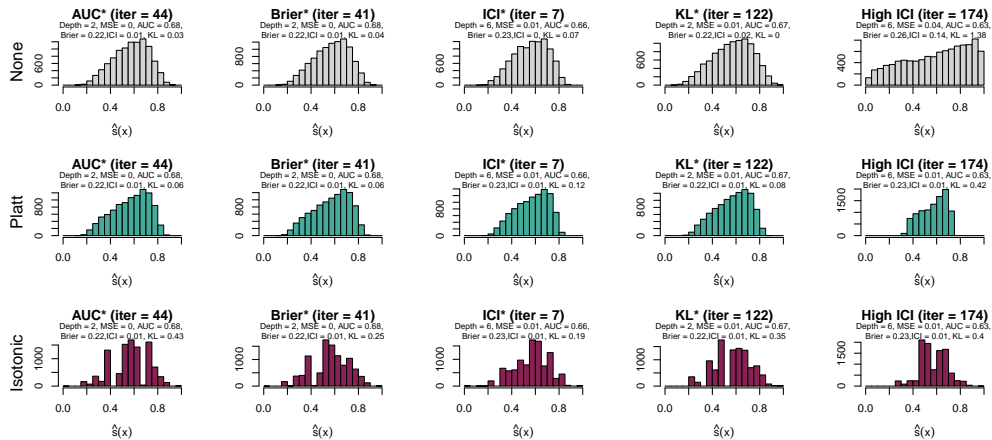 AUC* (iter = 44)
Depth = 2, MSE = 0, AUC = 0.68,
Brier = 0.22,ICI = 0.01, KL = 0.03
Brier* (iter = 41)
Depth = 2, MSE = 0, AUC = 0.68,
Brier = 0.22,ICI = 0.01, KL = 0.04
ICI* (iter = 7)
Depth = 6, MSE = 0.01, AUC = 0.66,
Brier = 0.23,ICI = 0, KL = 0.07
KL* (iter = 122)
Depth = 2, MSE = 0.01, AUC = 0.67,
Brier = 0.22,ICI = 0.02, KL = 0
High ICI (iter = 174)
Depth = 6, MSE = 0.04, AUC = 0.63,
Brier = 0.26,ICI = 0.14, KL = 1.38
None
0 600
0 800
0 600
0 600
0 400
0.0 0.4 0.8
0.0 0.4 0.8
0.0 0.4 0.8
0.0 0.4 0.8
0.0 0.4 0.8
ŝ(x)
ŝ(x)
ŝ(x)
ŝ(x)
ŝ(x)
AUC* (iter = 44)
Depth = 2, MSE = 0, AUC = 0.68,
Brier = 0.22,ICI = 0.01, KL = 0.06
Brier* (iter = 41)
Depth = 2, MSE = 0, AUC = 0.68,
Brier = 0.22,ICI = 0.01, KL = 0.06
ICI* (iter = 7)
Depth = 6, MSE = 0.01, AUC = 0.66,
Brier = 0.23,ICI = 0.01, KL = 0.12
KL* (iter = 122)
Depth = 2, MSE = 0.01, AUC = 0.67,
Brier = 0.22,ICI = 0.01, KL = 0.08
High ICI (iter = 174)
Depth = 6, MSE = 0.01, AUC = 0.63,
Brier = 0.23,ICI = 0.01, KL = 0.42
Platt
0 800
0 800
0 800
0 800
0 1500
0.0 0.4 0.8
0.0 0.4 0.8
0.0 0.4 0.8
0.0 0.4 0.8
0.0 0.4 0.8
ŝ(x)
ŝ(x)
ŝ(x)
ŝ(x)
ŝ(x)
AUC* (iter = 44)
Depth = 2, MSE = 0, AUC = 0.68,
Brier = 0.22,ICI = 0.01, KL = 0.43
Brier* (iter = 41)
Depth = 2, MSE = 0, AUC = 0.68,
Brier = 0.22,ICI = 0.01, KL = 0.25
ICI* (iter = 7)
Depth = 6, MSE = 0.01, AUC = 0.66,
Brier = 0.23,ICI = 0.01, KL = 0.19
KL* (iter = 122)
Depth = 2, MSE = 0.01, AUC = 0.67,
Brier = 0.22,ICI = 0.01, KL = 0.35
High ICI (iter = 174)
Depth = 6, MSE = 0.01, AUC = 0.63,
Brier = 0.23,ICI = 0.01, KL = 0.4
Isotonic
0 1000
0 1000
0 1000
0 1000
0 1500
0.0 0.4 0.8
0.0 0.4 0.8
0.0 0.4 0.8
0.0 0.4 0.8
0.0 0.4 0.8
ŝ(x)
ŝ(x)
ŝ(x)
ŝ(x)
ŝ(x)